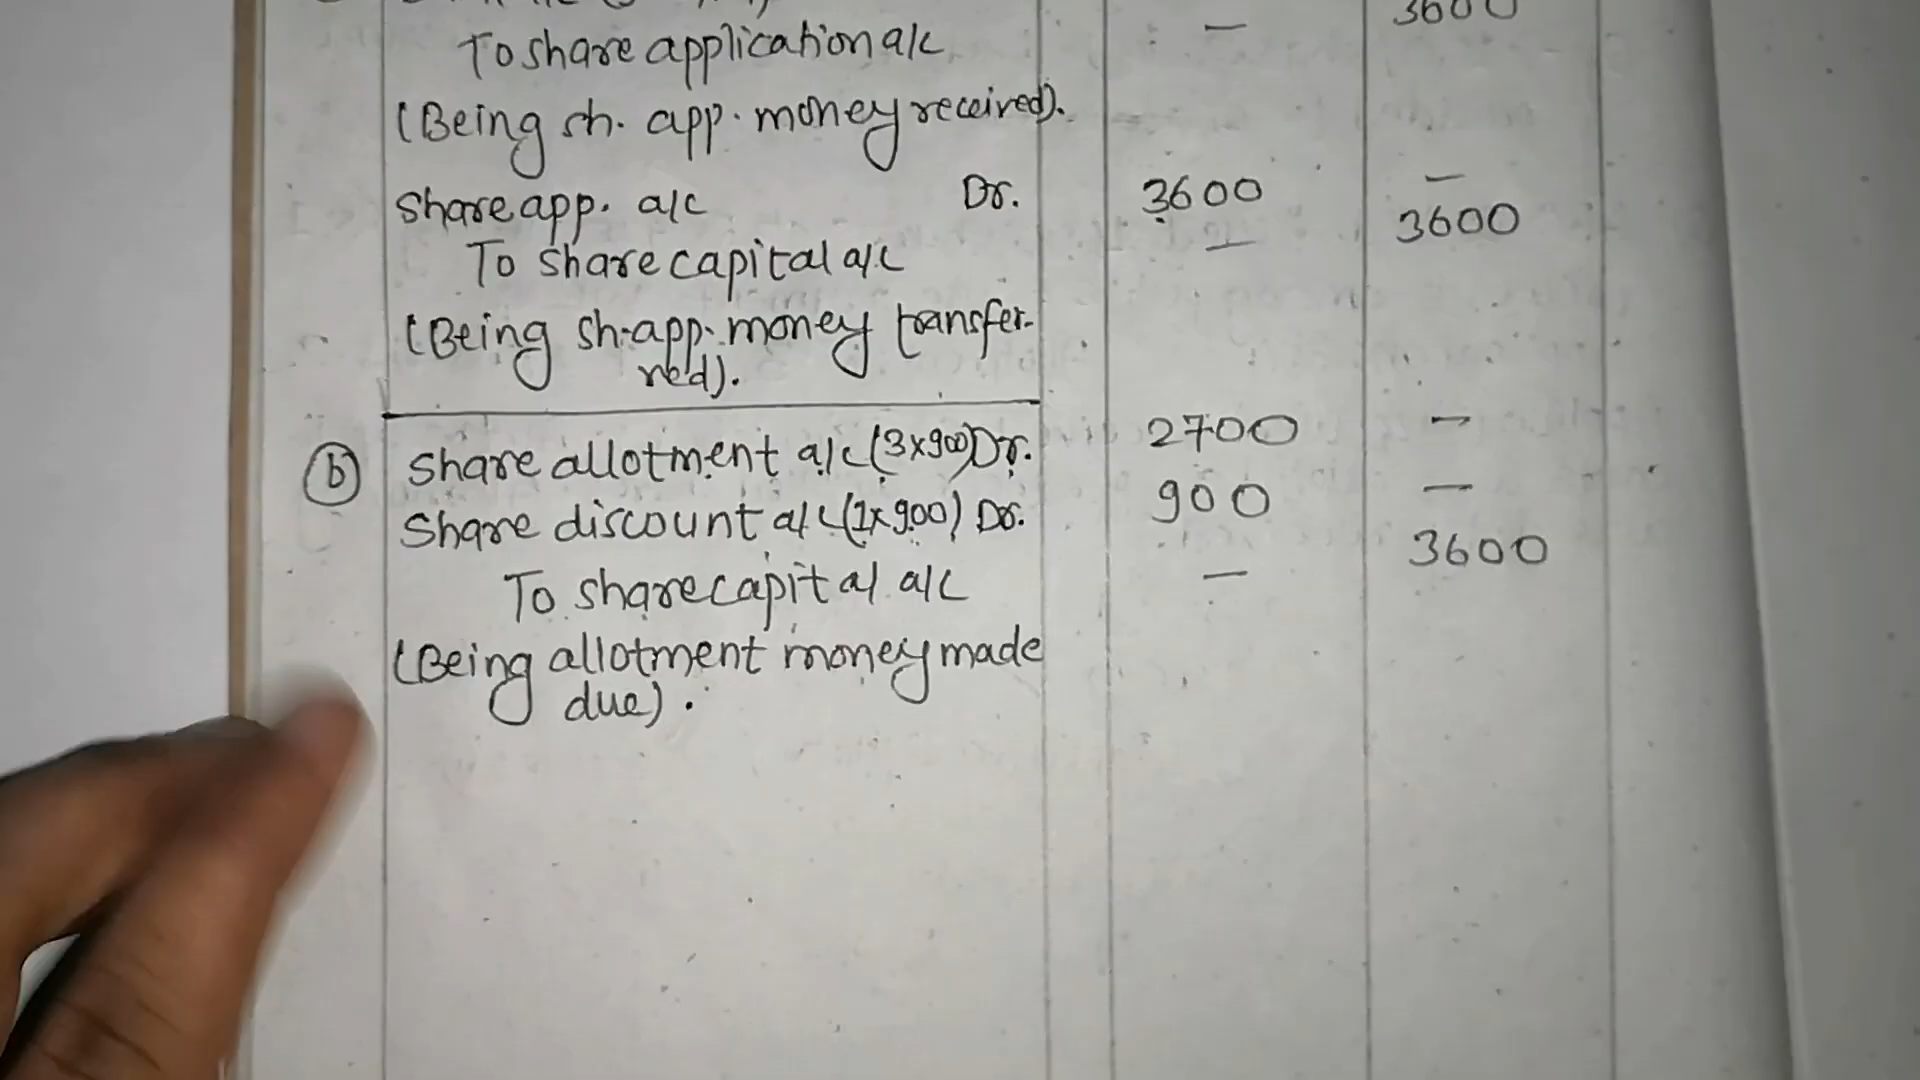 3600
To share application a/c —
(Being sh. app. money received).
Share app. a/c Dr. 3600 —
To share capital a/c — 3600
(Being sh. app. money transfer-
red).
(b) Share allotment a/c (3x900) Dr. 2700 —
Share discount a/c (1x900) Dr. 900 —
To share capital a/c — 3600
(Being allotment money made
due).